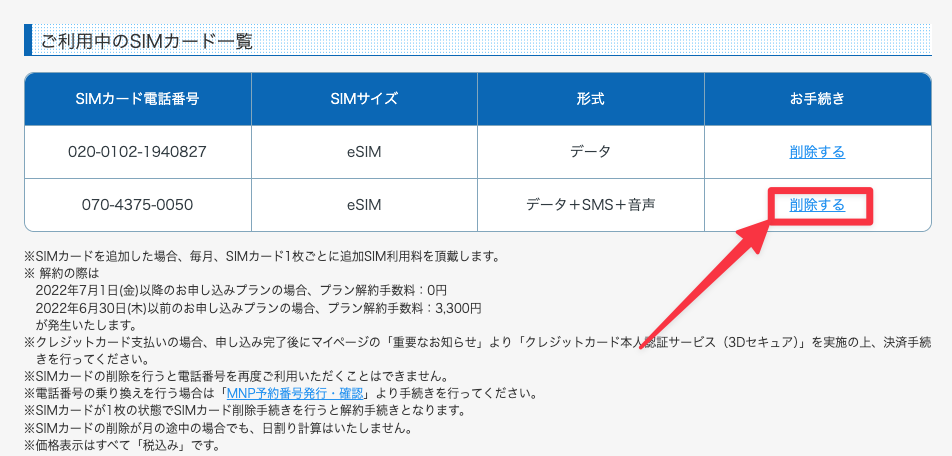 ご利用中のSIMカード一覧
SIMカード電話番号 SIMサイズ 形式 お手続き
020-0102-1940827 eSIM データ 削除する
070-4375-0050 eSIM データ＋SMS＋音声 削除する
※SIMカードを追加した場合、毎月、SIMカード1枚ごとに追加SIM利用料を頂戴します。
※ 解約の際は
2022年7月1日(金)以降のお申し込みプランの場合、プラン解約手数料：0円
2022年6月30日(木)以前のお申し込みプランの場合、プラン解約手数料：3,300円
が発生いたします。
※クレジットカード支払いの場合、申し込み完了後にマイページの「重要なお知らせ」より「クレジットカード本人認証サービス（3Dセキュア）」を実施の上、決済手続
きを行ってください。
※SIMカードの削除を行うと電話番号を再度ご利用いただくことはできません。
※電話番号の乗り換えを行う場合は「MNP予約番号発行・確認」より手続きを行ってください。
※SIMカードが1枚の状態でSIMカード削除手続きを行うと解約手続きとなります。
※SIMカードの削除が月の途中の場合でも、日割り計算はいたしません。
※価格表示はすべて「税込み」です。